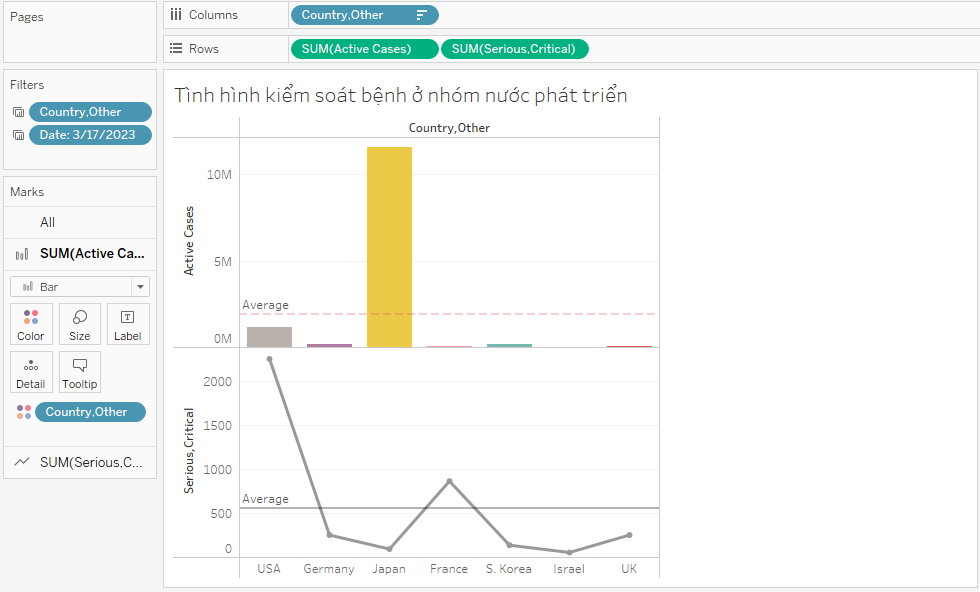 Pages
Columns
Country,Other
Rows
SUM(Active Cases)
SUM(Serious,Critical)
Filters
Country,Other
Date: 3/17/2023
Marks
All
SUM(Active Ca...
Bar
Color
Size
Label
Detail
Tooltip
Country,Other
SUM(Serious,C...
Tình hình kiểm soát bệnh ở nhóm nước phát triển
Country,Other
Active Cases
10M
5M
0M
Average
Serious,Critical
2000
1500
1000
500
0
Average
USA Germany Japan France S. Korea Israel UK